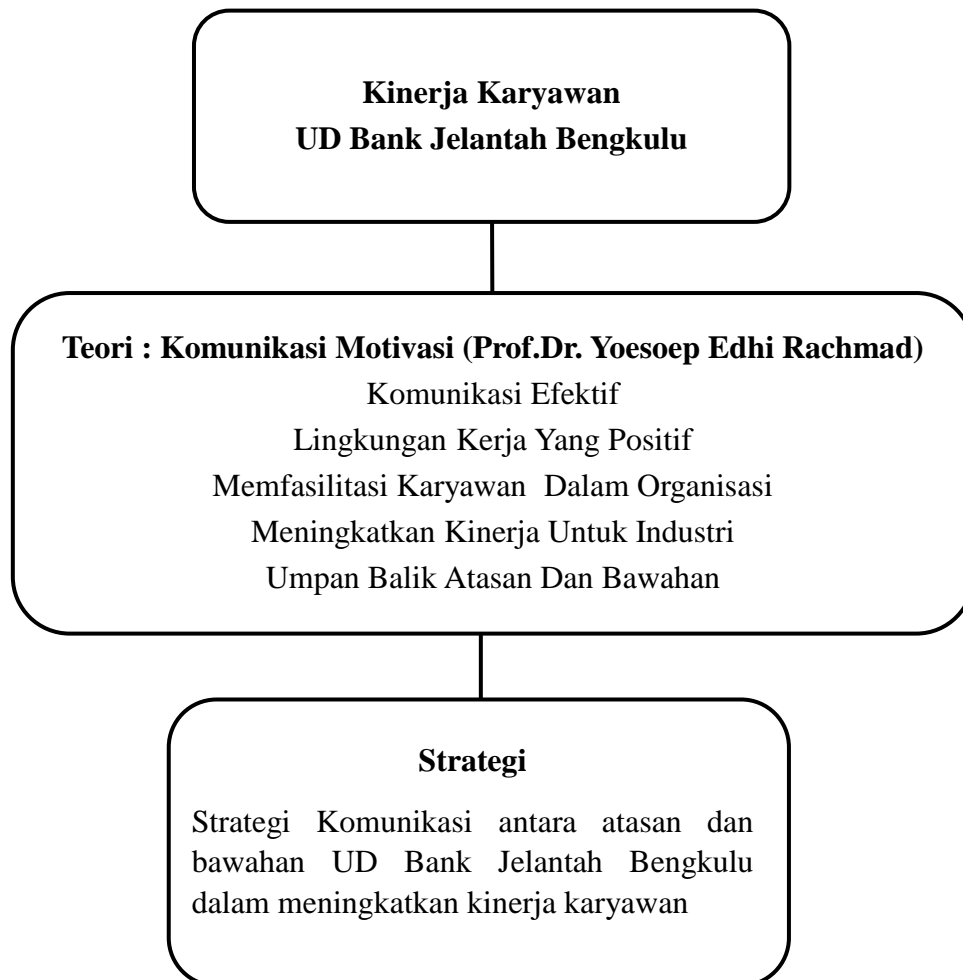 Kinerja Karyawan
UD Bank Jelantah Bengkulu
Teori : Komunikasi Motivasi (Prof.Dr. Yoesoep Edhi Rachmad)
Komunikasi Efektif
Lingkungan Kerja Yang Positif
Memfasilitasi Karyawan  Dalam Organisasi
Meningkatkan Kinerja Untuk Industri
Umpan Balik Atasan Dan Bawahan
Strategi
Strategi Komunikasi antara atasan dan
bawahan UD Bank Jelantah Bengkulu
dalam meningkatkan kinerja karyawan